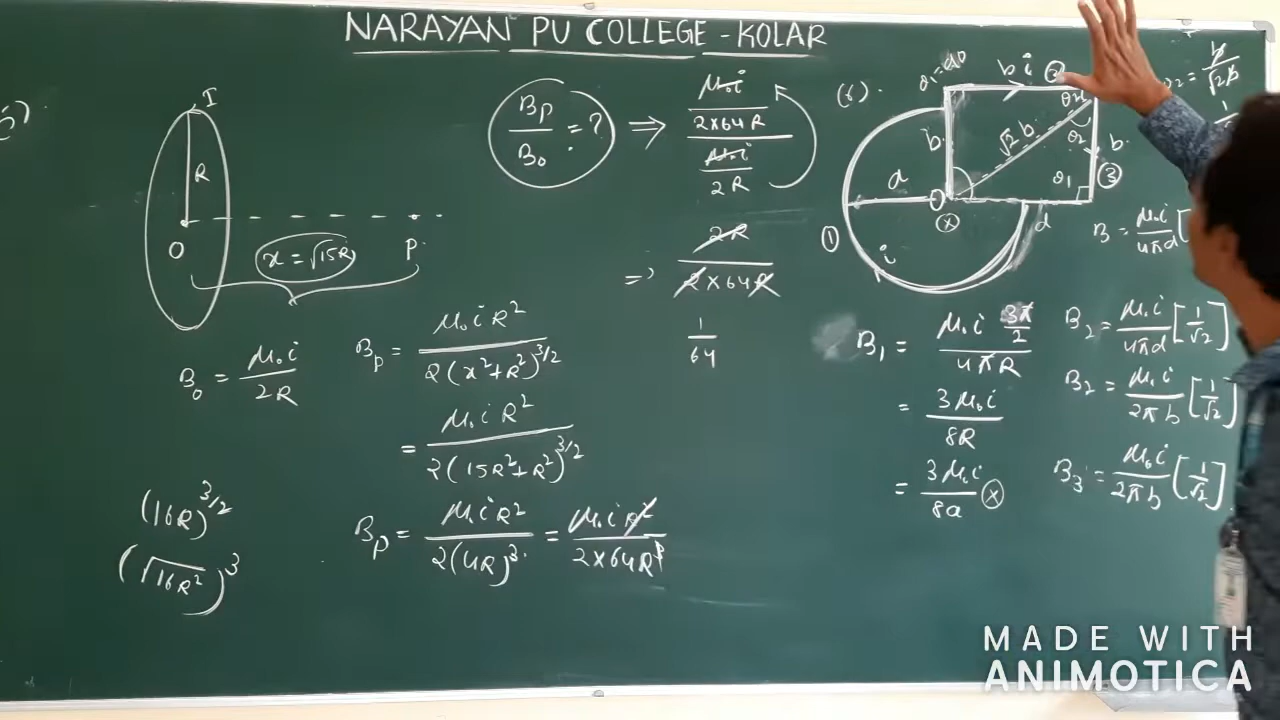 NARAYAN PU COLLEGE - KOLAR
I
R
O
x = √15R
P
B₀ = μ₀i / 2R
(16R)^3/2
(√16R²)³
Bp / B₀ = ?
⇒ (μ₀i / 2×64R) / (μ₀i / 2R)
⇒ 2R / 2×64R
1/64
Bp = μ₀iR² / 2(x²+R²)^3/2
= μ₀iR² / 2(15R²+R²)^3/2
Bp = μ₀iR² / 2(4R)³ = μ₀iR² / 2×64R³
(6).
b i ②
b
√2 b
θ₂
b.
③
a
O
θ₁
d
①
i
B₁ = μ₀i 3π/2 / 4πR
= 3μ₀i / 8R
= 3μ₀i / 8a ⊗
B = μ₀i / 4πd [
B₂ = μ₀i / 4πd [1/√2]
B₂ = μ₀i / 2πb [1/√2]
B₃ = μ₀i / 2πb [1/√2]
MADE WITH
ANIMOTICA